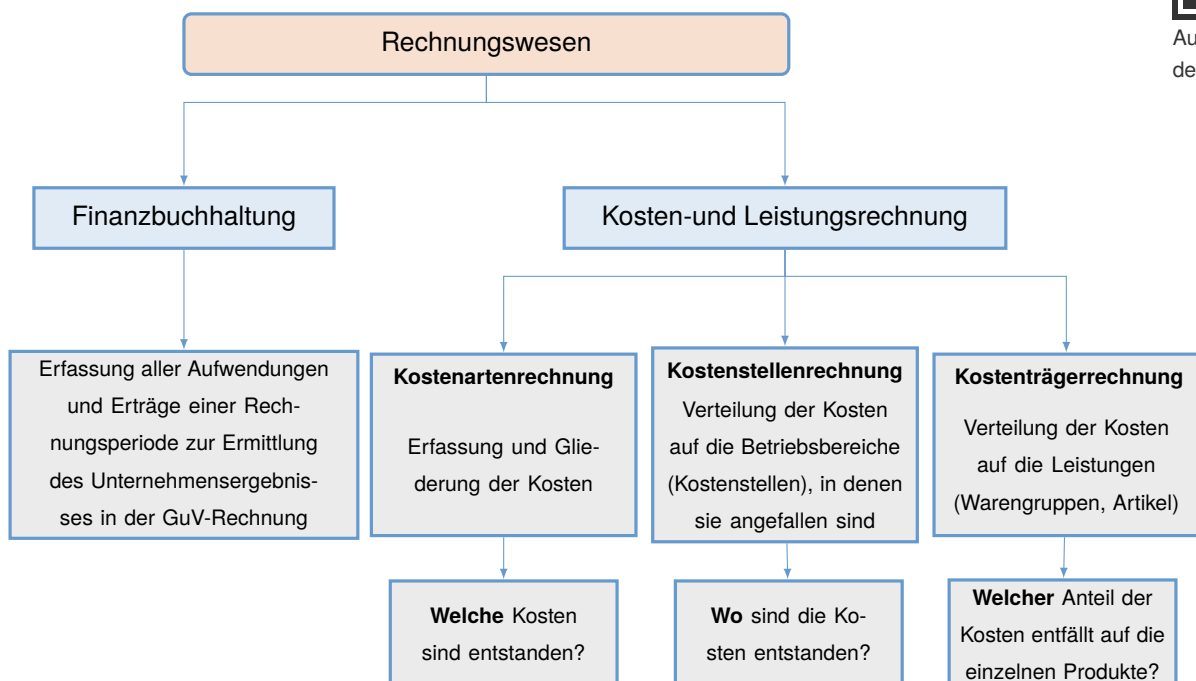 Rechnungswesen
Au
de
Finanzbuchhaltung
Kosten-und Leistungsrechnung
Erfassung aller Aufwendungen
und Erträge einer Rech-
nungsperiode zur Ermittlung
des Unternehmensergebnis-
ses in der GuV-Rechnung
Kostenartenrechnung
Erfassung und Glie-
derung der Kosten
Kostenstellenrechnung
Verteilung der Kosten
auf die Betriebsbereiche
(Kostenstellen), in denen
sie angefallen sind
Kostenträgerrechnung
Verteilung der Kosten
auf die Leistungen
(Warengruppen, Artikel)
Welche Kosten
sind entstanden?
Wo sind die Ko-
sten entstanden?
Welcher Anteil der
Kosten entfällt auf die
einzelnen Produkte?